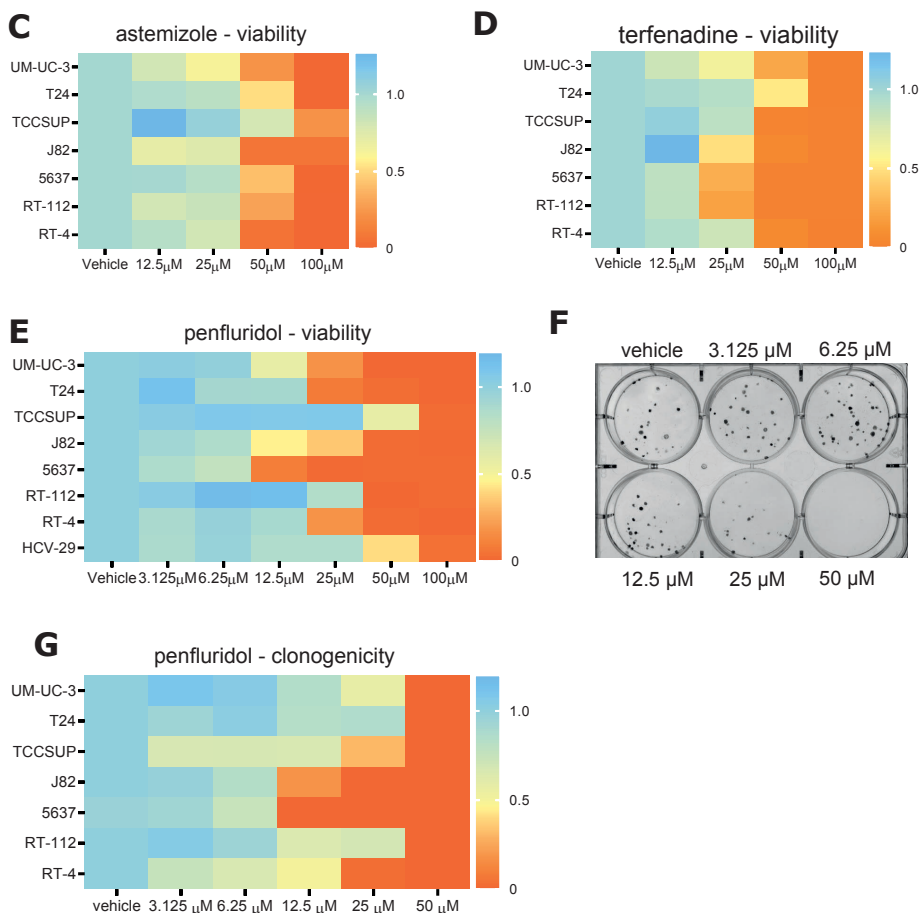 C
astemizole - viability
UM-UC-3
T24
TCCSUP
J82
5637
RT-112
RT-4
Vehicle 12.5µM 25µM 50µM 100µM
1.0
0.5
0
D
terfenadine - viability
UM-UC-3
T24
TCCSUP
J82
5637
RT-112
RT-4
Vehicle 12.5µM 25µM 50µM 100µM
1.0
0.5
0
E
penfluridol - viability
UM-UC-3
T24
TCCSUP
J82
5637
RT-112
RT-4
HCV-29
Vehicle 3.125µM 6.25µM 12.5µM 25µM 50µM 100µM
1.0
0.5
0
F
vehicle 3.125 µM 6.25 µM
12.5 µM 25 µM 50 µM
G
penfluridol - clonogenicity
UM-UC-3
T24
TCCSUP
J82
5637
RT-112
RT-4
vehicle 3.125 µM 6.25 µM 12.5 µM 25 µM 50 µM
1.0
0.5
0